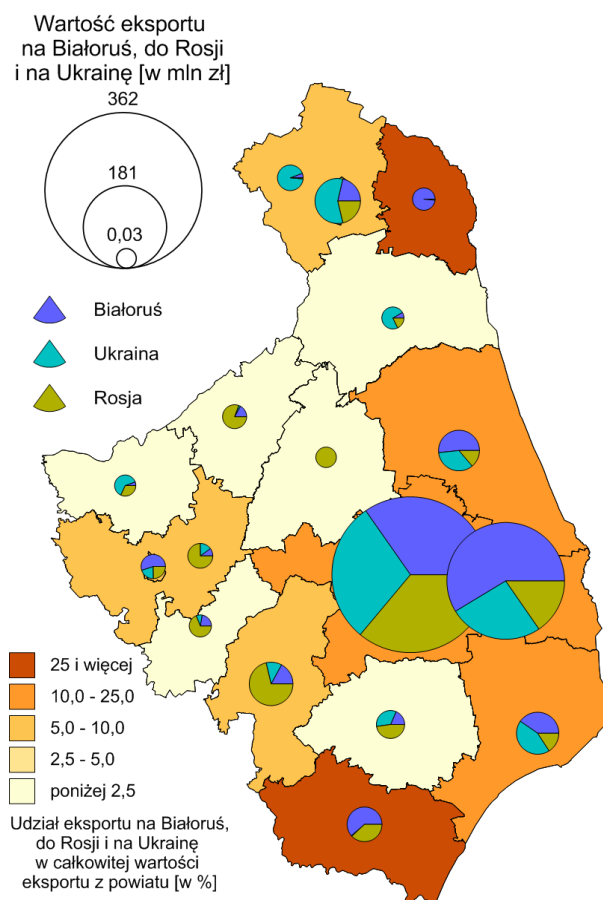 Wartość eksportu
na Białoruś, do Rosji
i na Ukrainę [w mln zł]
362
181
0,03
Białoruś
Ukraina
Rosja
25 i więcej
10,0 - 25,0
5,0 - 10,0
2,5 - 5,0
poniżej 2,5
Udział eksportu na Białoruś,
do Rosji i na Ukrainę
w całkowitej wartości
eksportu z powiatu [w %]